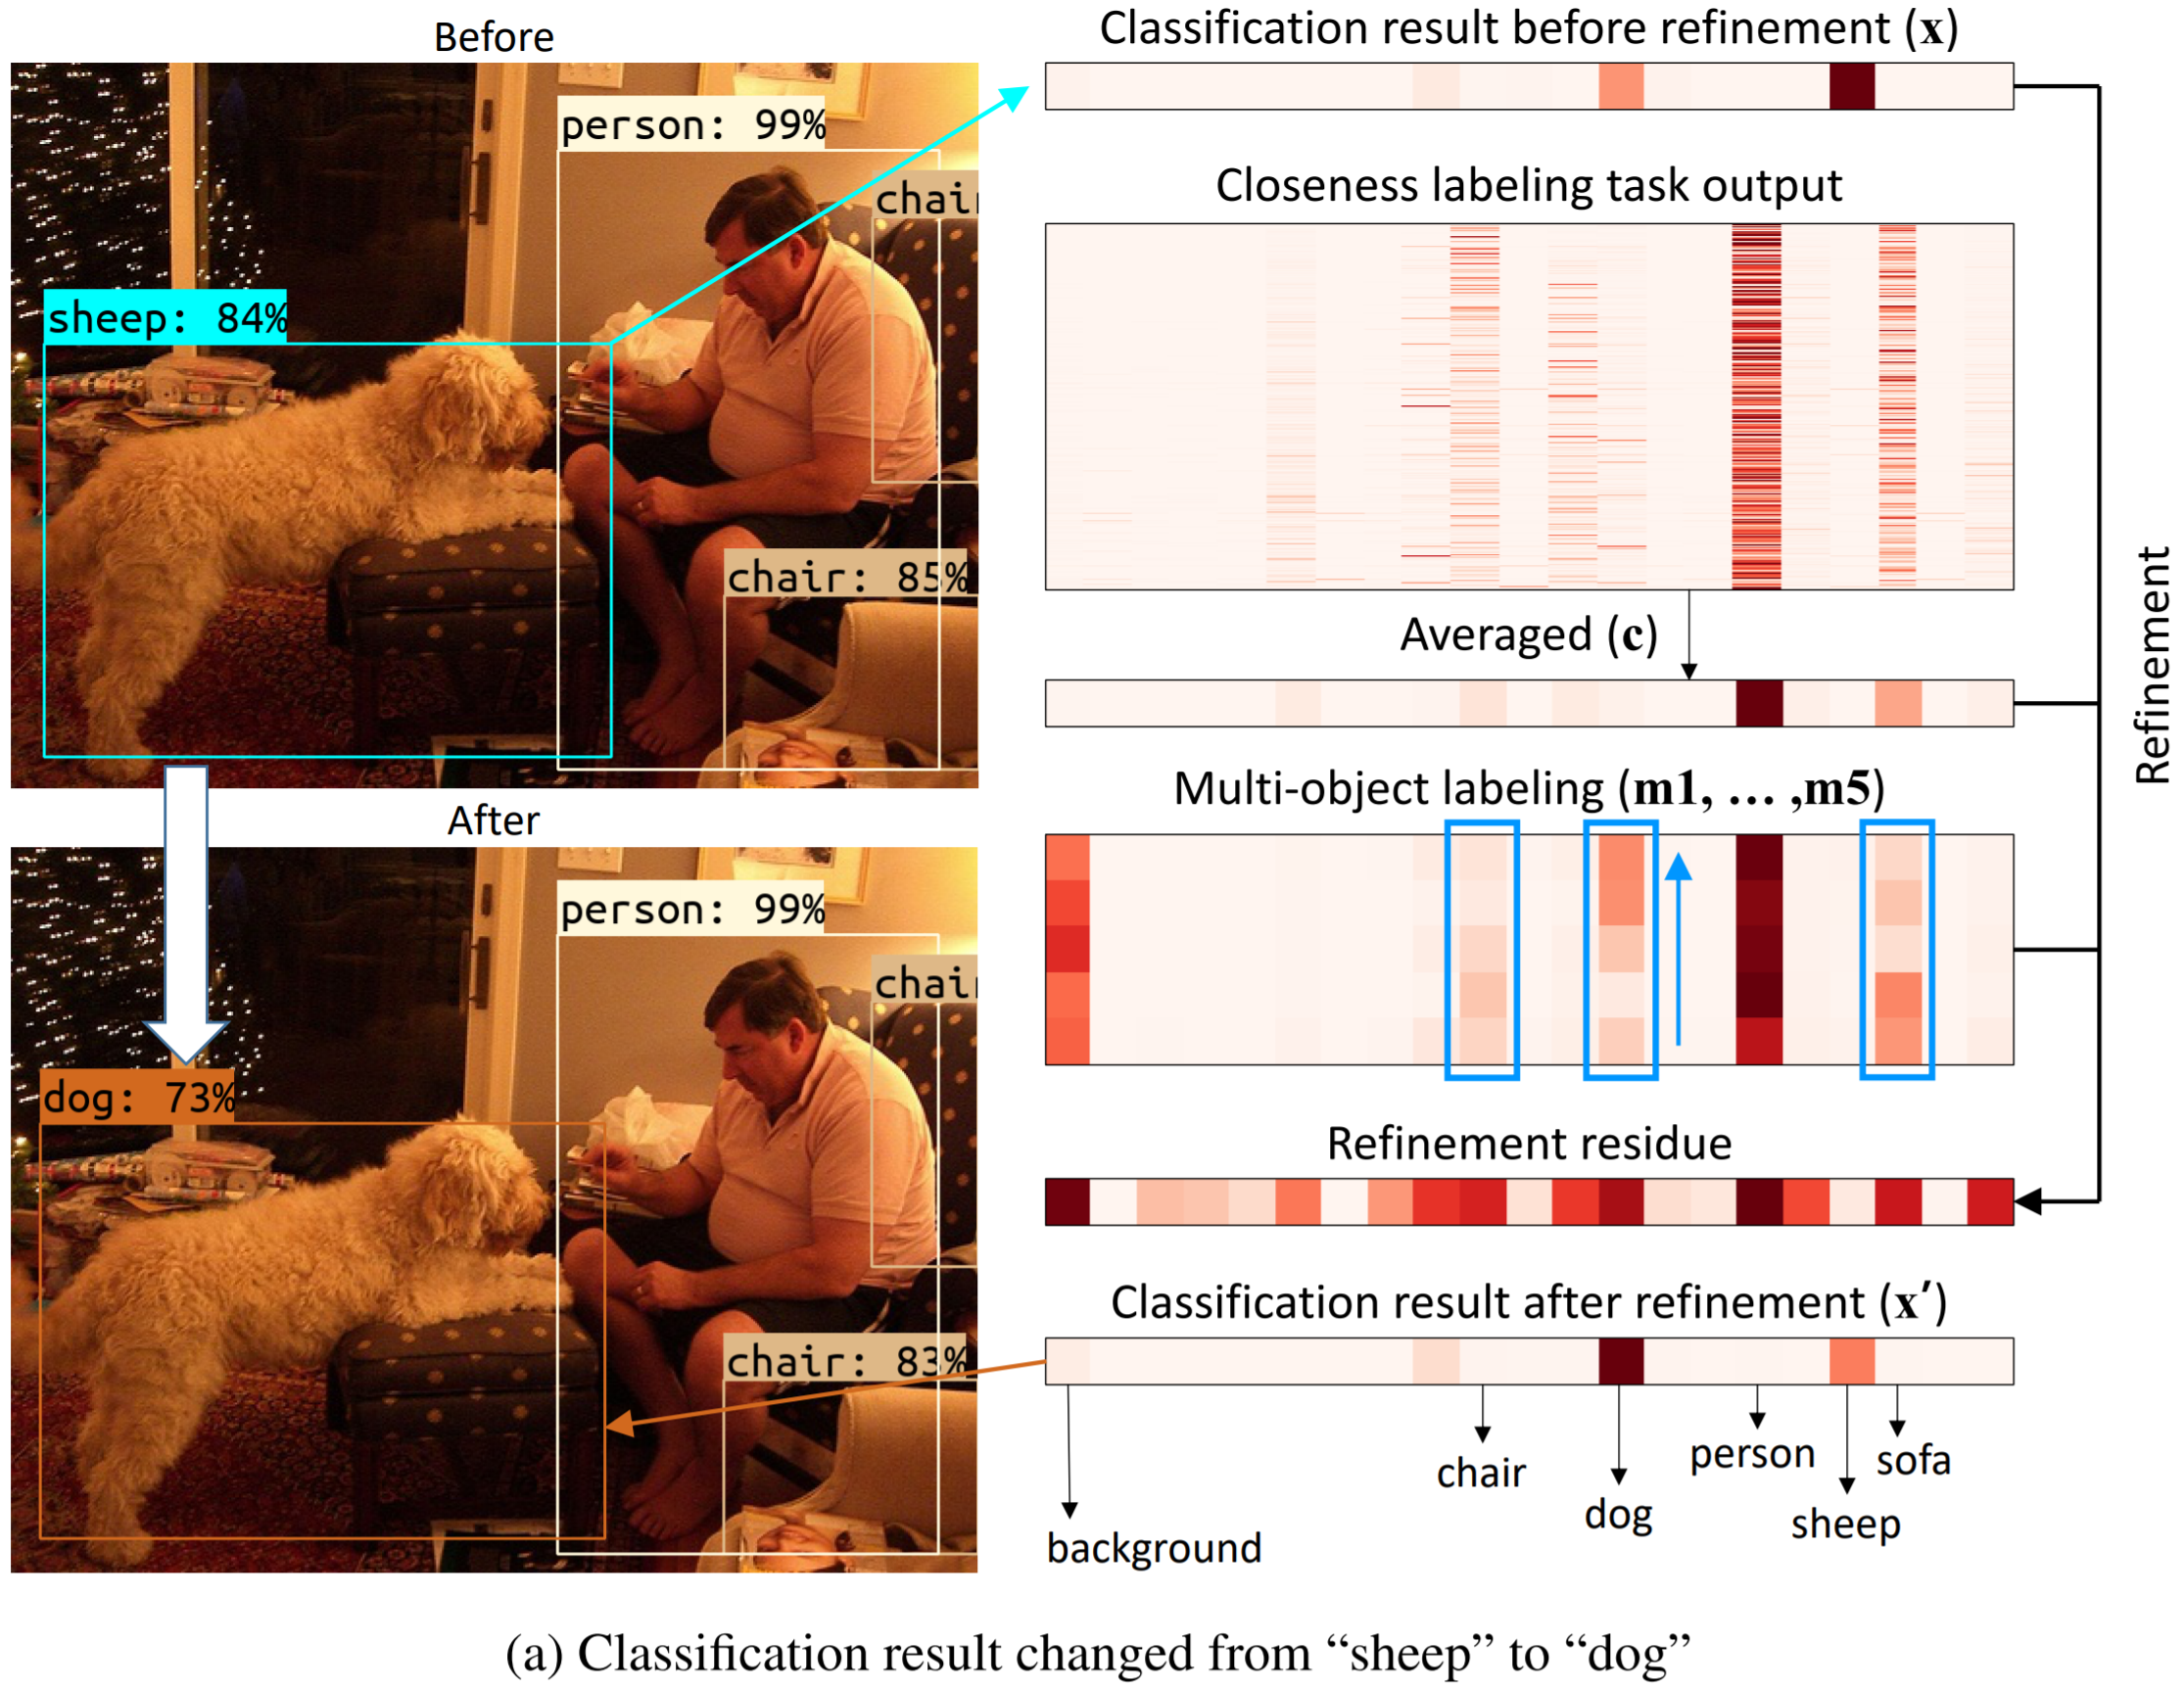 Before
person: 99%
chair
sheep: 84%
chair: 85%
After
person: 99%
chair
dog: 73%
chair: 83%
Classification result before refinement (x)
Closeness labeling task output
Averaged (c)
Multi-object labeling (m1, … ,m5)
Refinement residue
Classification result after refinement (x′)
chair
person
sofa
dog
sheep
background
Refinement
(a) Classification result changed from “sheep” to “dog”